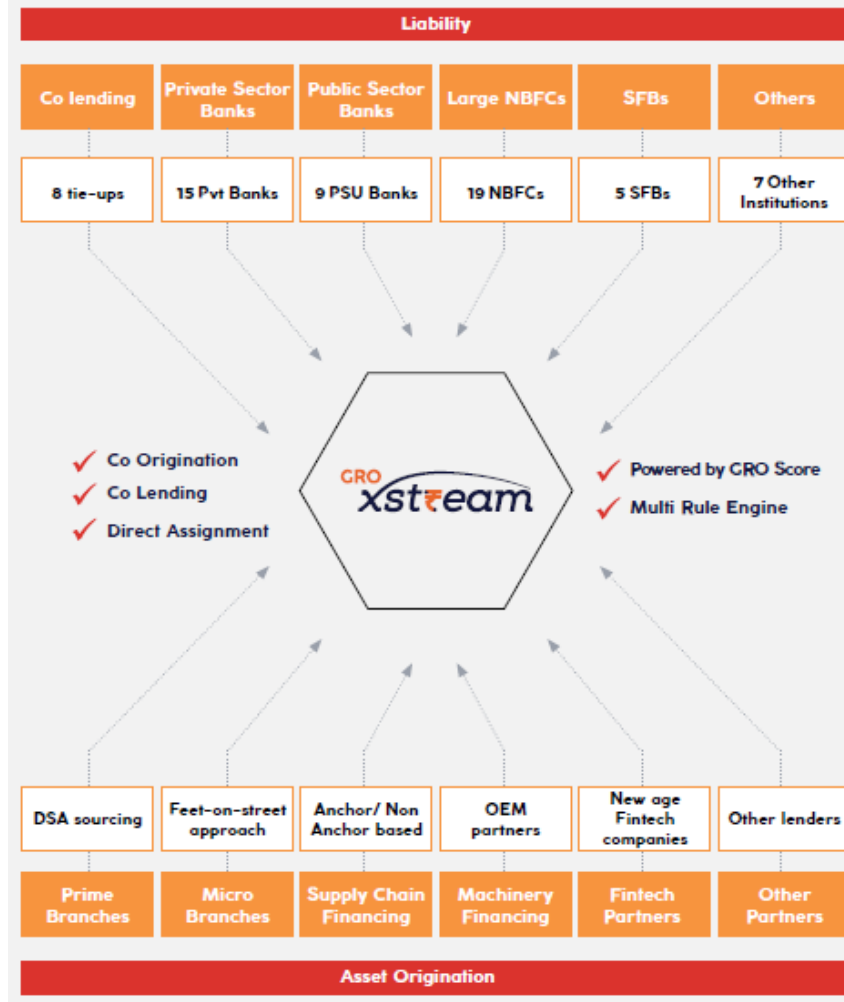 Liability
Co lending
Private Sector
Banks
Public Sector
Banks
Large NBFCs
SFBs
Others
8 tie-ups
15 Pvt Banks
9 PSU Banks
19 NBFCs
5 SFBs
7 Other
Institutions
Co Origination
Co Lending
Direct Assignment
GRO
xst₹eam
Powered by GRO Score
Multi Rule Engine
DSA sourcing
Feet-on-street
approach
Anchor/ Non
Anchor based
OEM
partners
New age
Fintech
companies
Other lenders
Prime
Branches
Micro
Branches
Supply Chain
Financing
Machinery
Financing
Fintech
Partners
Other
Partners
Asset Origination